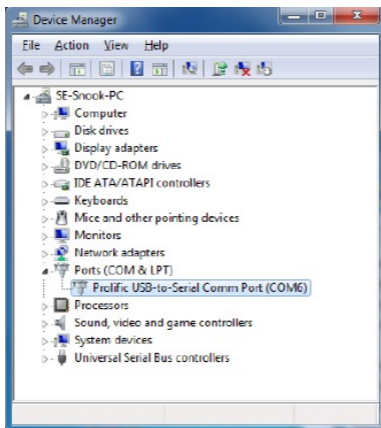 Device Manager
File Action View Help
SE-Snook-PC
Computer
Disk drives
Display adapters
DVD/CD-ROM drives
IDE ATA/ATAPI controllers
Keyboards
Mice and other pointing devices
Monitors
Network adapters
Ports (COM & LPT)
Prolific USB-to-Serial Comm Port (COM6)
Processors
Sound, video and game controllers
System devices
Universal Serial Bus controllers